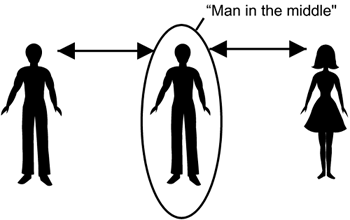 “Man in the middle"